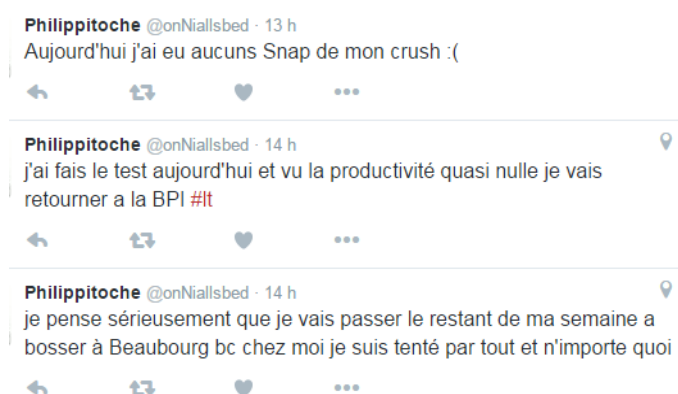 Philippitoche @onNiallsbed · 13 h
Aujourd'hui j'ai eu aucuns Snap de mon crush :(
Philippitoche @onNiallsbed · 14 h
j'ai fais le test aujourd'hui et vu la productivité quasi nulle je vais
retourner a la BPI #lt
Philippitoche @onNiallsbed · 14 h
je pense sérieusement que je vais passer le restant de ma semaine a
bosser à Beaubourg bc chez moi je suis tenté par tout et n'importe quoi